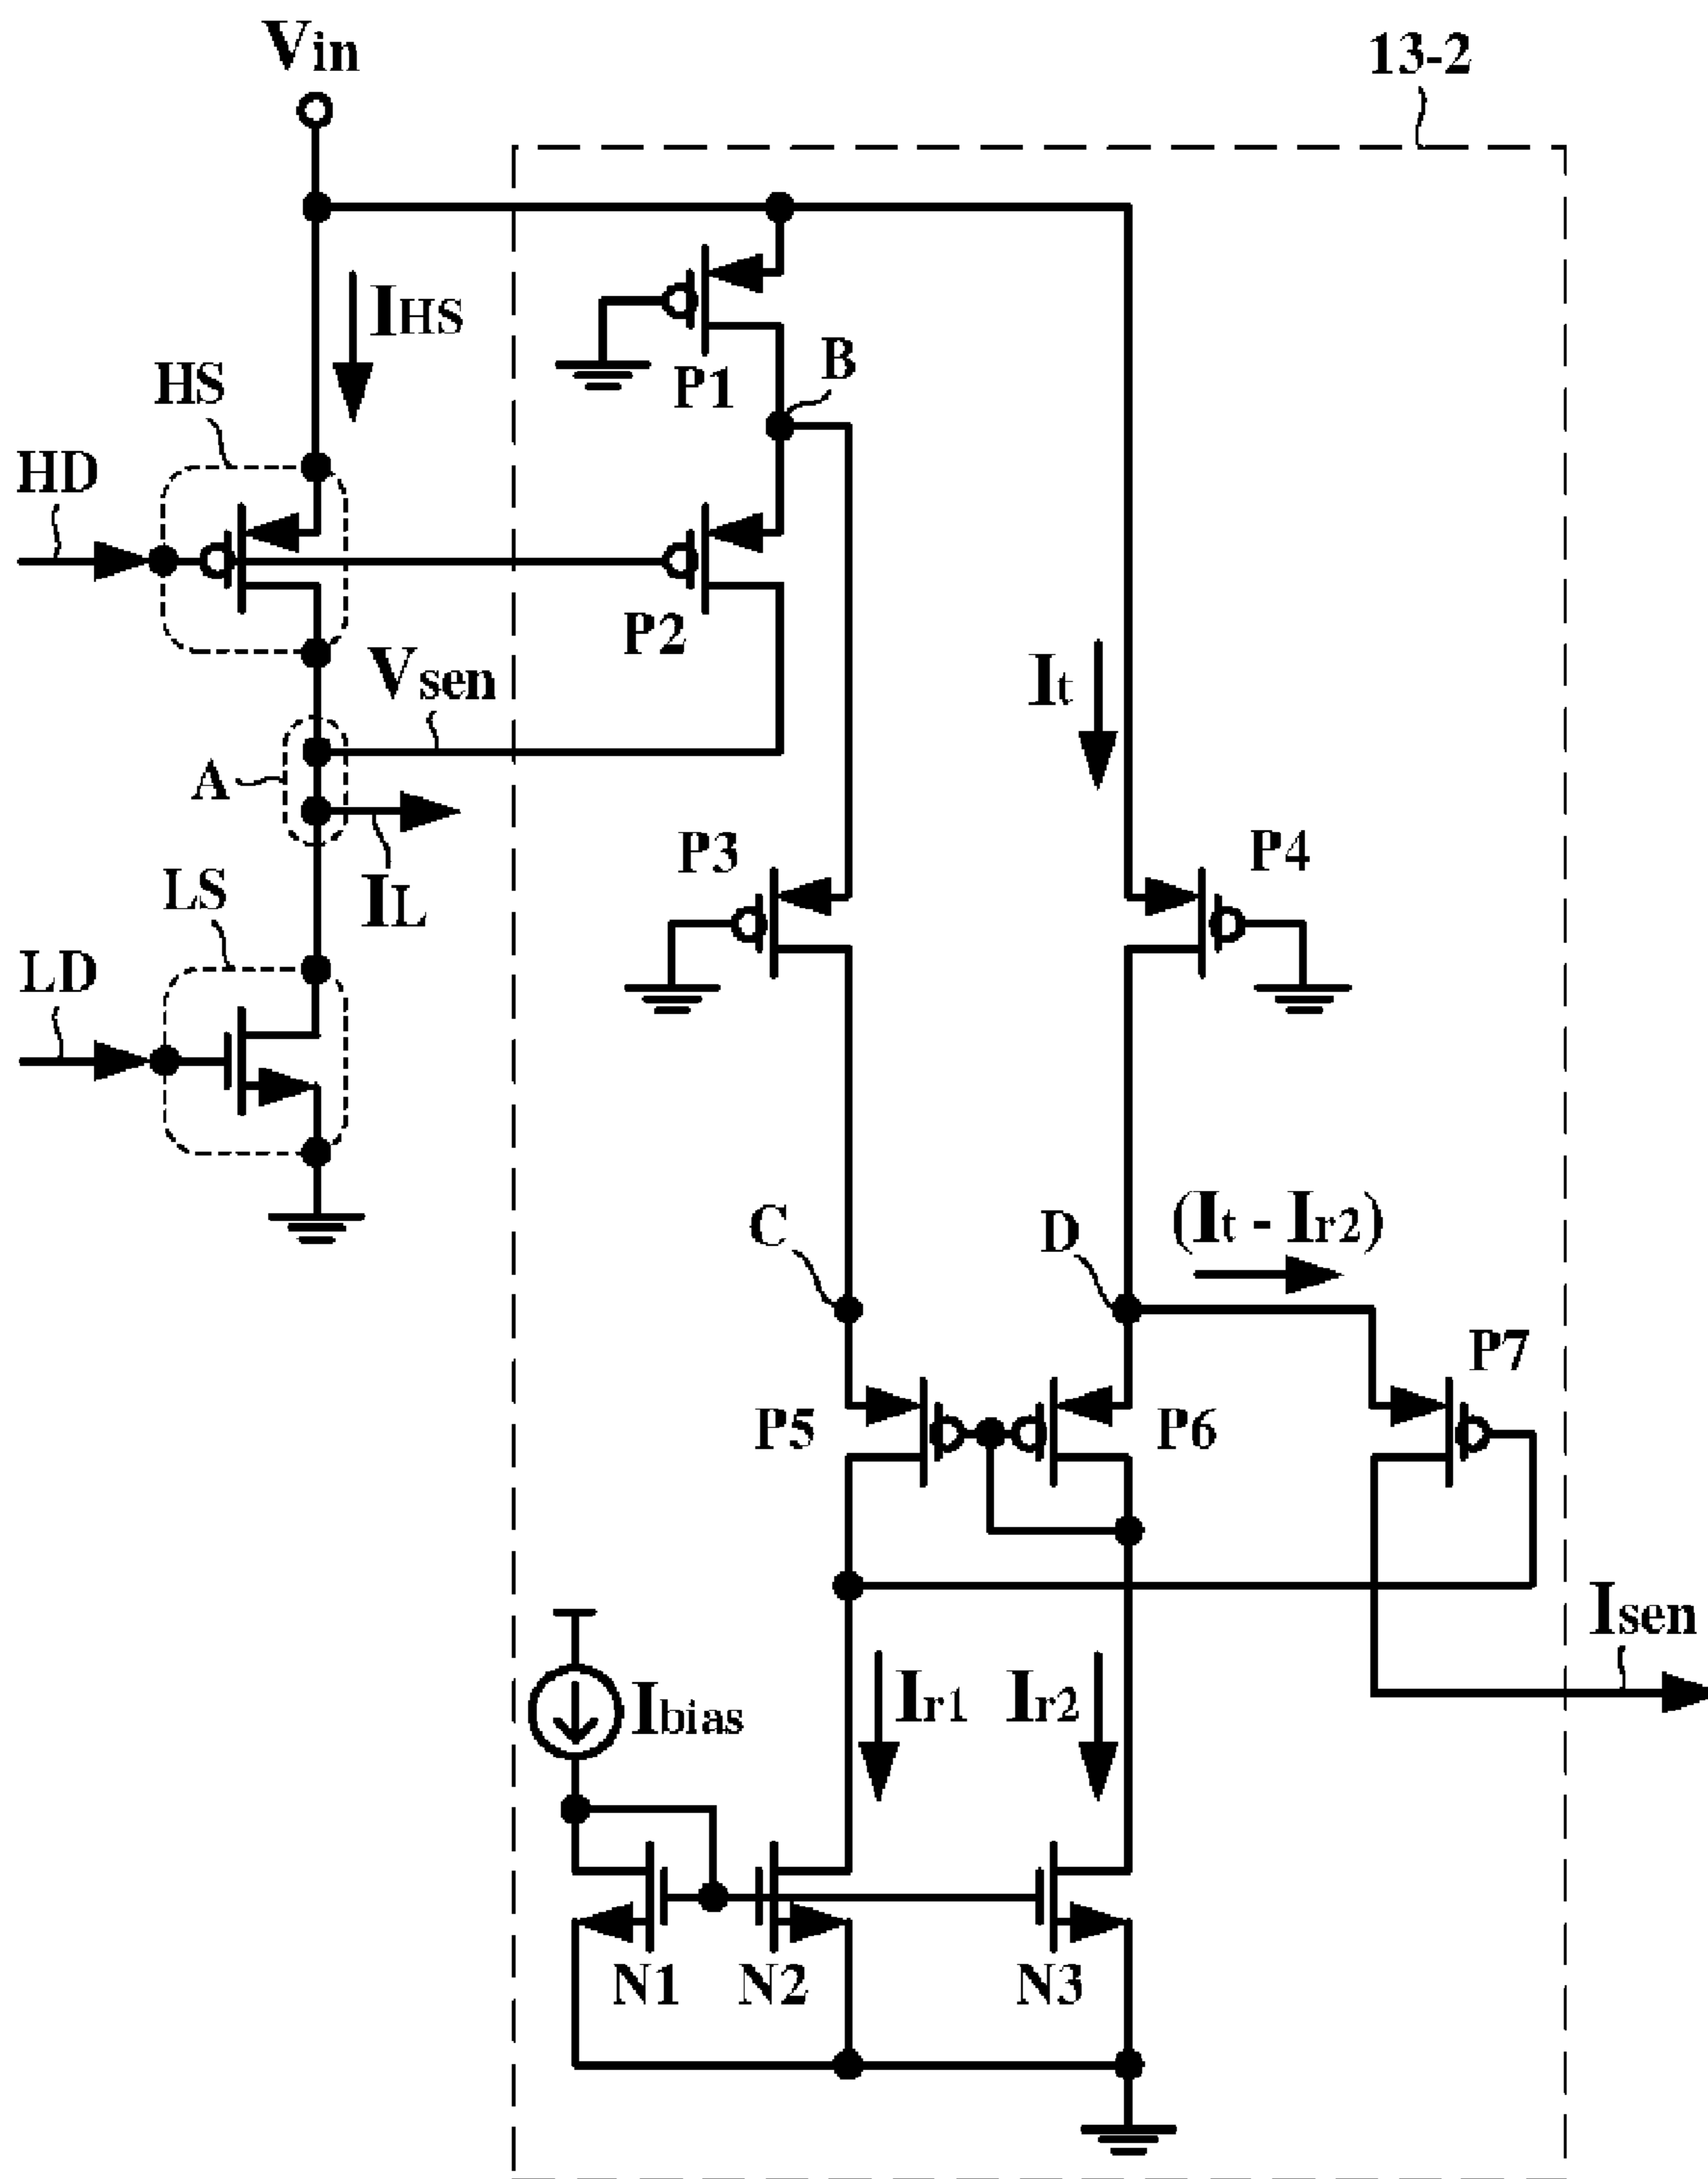 Vin
13-2
IHS
P1
B
HS
HD
P2
Vsen
It
A
P3
P4
IL
LS
LD
C
D
(It - Ir2)
P7
P5
P6
Isen
Ibias
Ir1
Ir2
N1
N2
N3